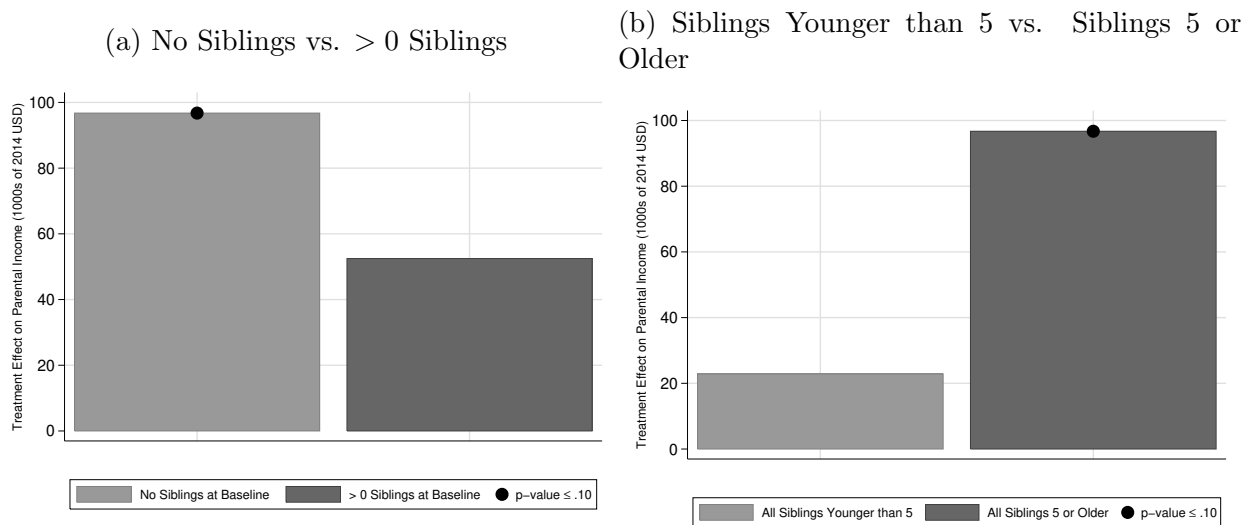 (a) No Siblings vs. > 0 Siblings
Treatment Effect on Parental Income (1000s of 2014 USD)
100
80
60
40
20
0
No Siblings at Baseline
> 0 Siblings at Baseline
p-value ≤ .10
(b) Siblings Younger than 5 vs. Siblings 5 or
Older
Treatment Effect on Parental Income (1000s of 2014 USD)
100
80
60
40
20
0
All Siblings Younger than 5
All Siblings 5 or Older
p-value ≤ .10